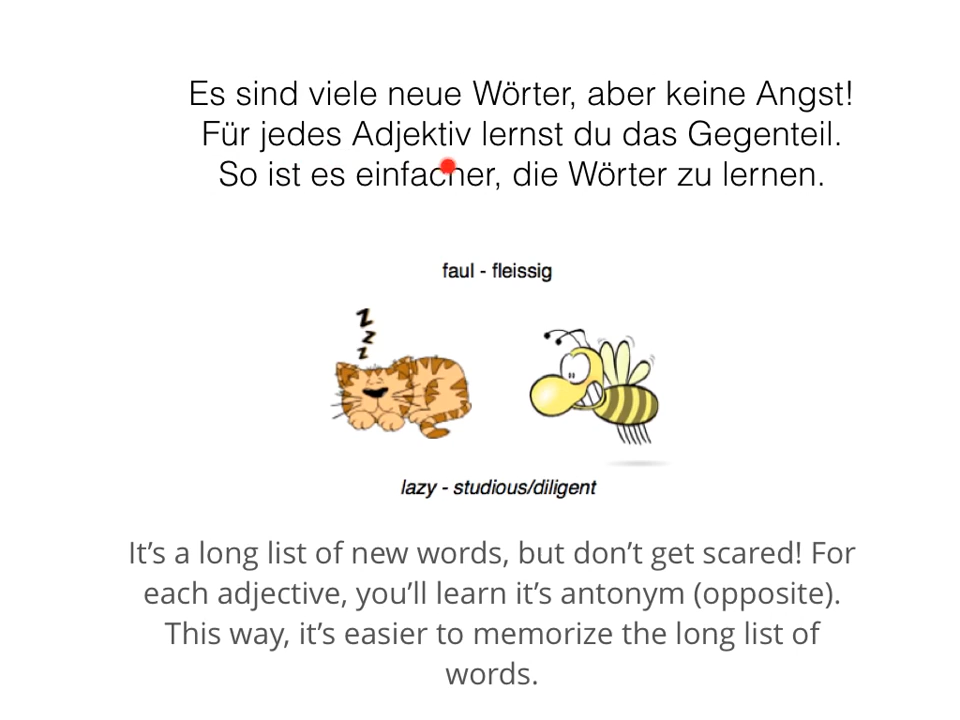 Es sind viele neue Wörter, aber keine Angst!
Für jedes Adjektiv lernst du das Gegenteil.
So ist es einfacher, die Wörter zu lernen.
faul - fleissig
z
z
z
lazy - studious/diligent
It’s a long list of new words, but don’t get scared! For
each adjective, you’ll learn it’s antonym (opposite).
This way, it’s easier to memorize the long list of
words.